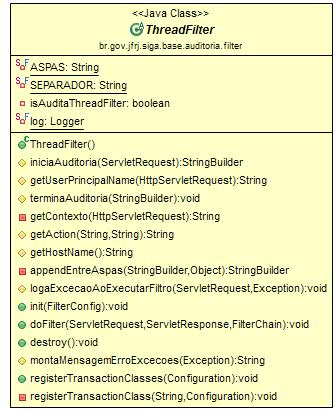 <<Java Class>>
ThreadFilter
br.gov.jfrj.siga.base.auditoria.filter
ASPAS: String
SEPARADOR: String
isAuditaThreadFilter: boolean
log: Logger
ThreadFilter()
iniciaAuditoria(ServletRequest):StringBuilder
getUserPrincipalName(HttpServletRequest):String
terminaAuditoria(StringBuilder):void
getContexto(HttpServletRequest):String
getAction(String,String):String
getHostName():String
appendEntreAspas(StringBuilder,Object):StringBuilder
logaExcecaoAoExecutarFiltro(ServletRequest,Exception):void
init(FilterConfig):void
doFilter(ServletRequest,ServletResponse,FilterChain):void
destroy():void
montaMensagemErroExcecoes(Exception):String
registerTransactionClasses(Configuration):void
registerTransactionClass(String,Configuration):void